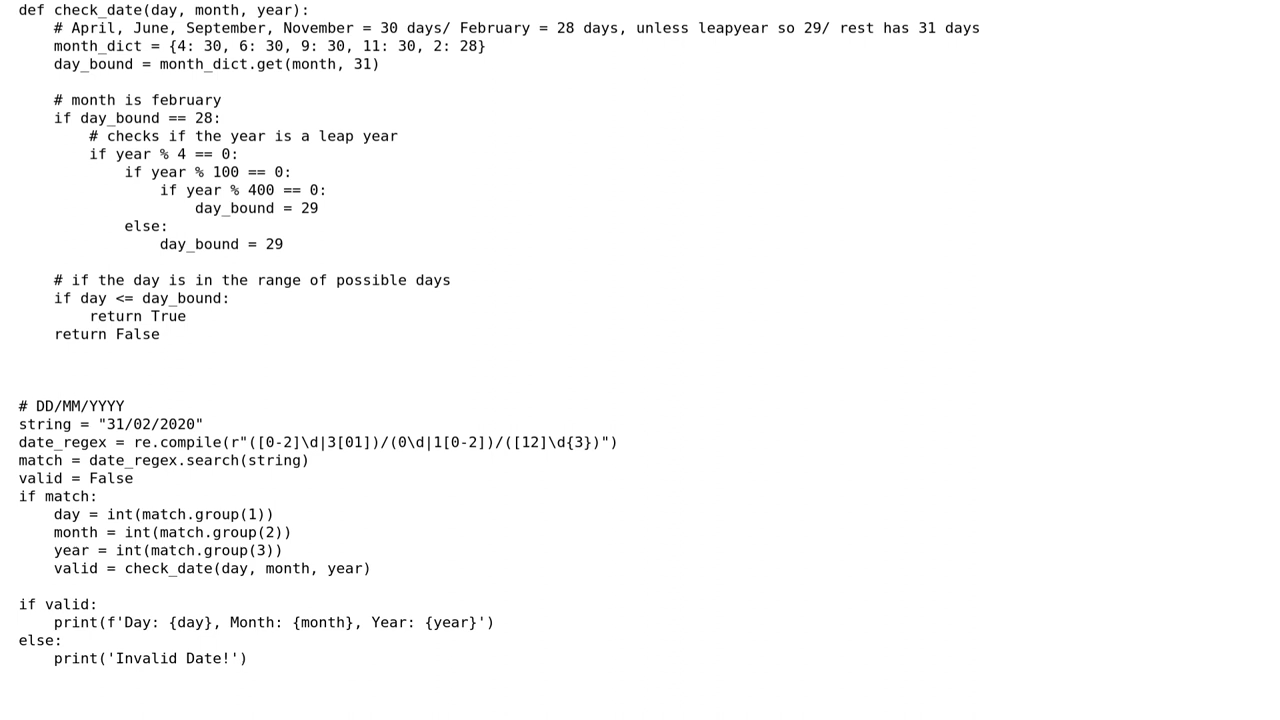 def check_date(day, month, year):
    # April, June, September, November = 30 days/ February = 28 days, unless leapyear so 29/ rest has 31 days
    month_dict = {4: 30, 6: 30, 9: 30, 11: 30, 2: 28}
    day_bound = month_dict.get(month, 31)

    # month is february
    if day_bound == 28:
        # checks if the year is a leap year
        if year % 4 == 0:
            if year % 100 == 0:
                if year % 400 == 0:
                    day_bound = 29
            else:
                day_bound = 29

    # if the day is in the range of possible days
    if day <= day_bound:
        return True
    return False

# DD/MM/YYYY
string = "31/02/2020"
date_regex = re.compile(r"([0-2]\d|3[01])/(0\d|1[0-2])/([12]\d{3})")
match = date_regex.search(string)
valid = False
if match:
    day = int(match.group(1))
    month = int(match.group(2))
    year = int(match.group(3))
    valid = check_date(day, month, year)

if valid:
    print(f'Day: {day}, Month: {month}, Year: {year}')
else:
    print('Invalid Date!')